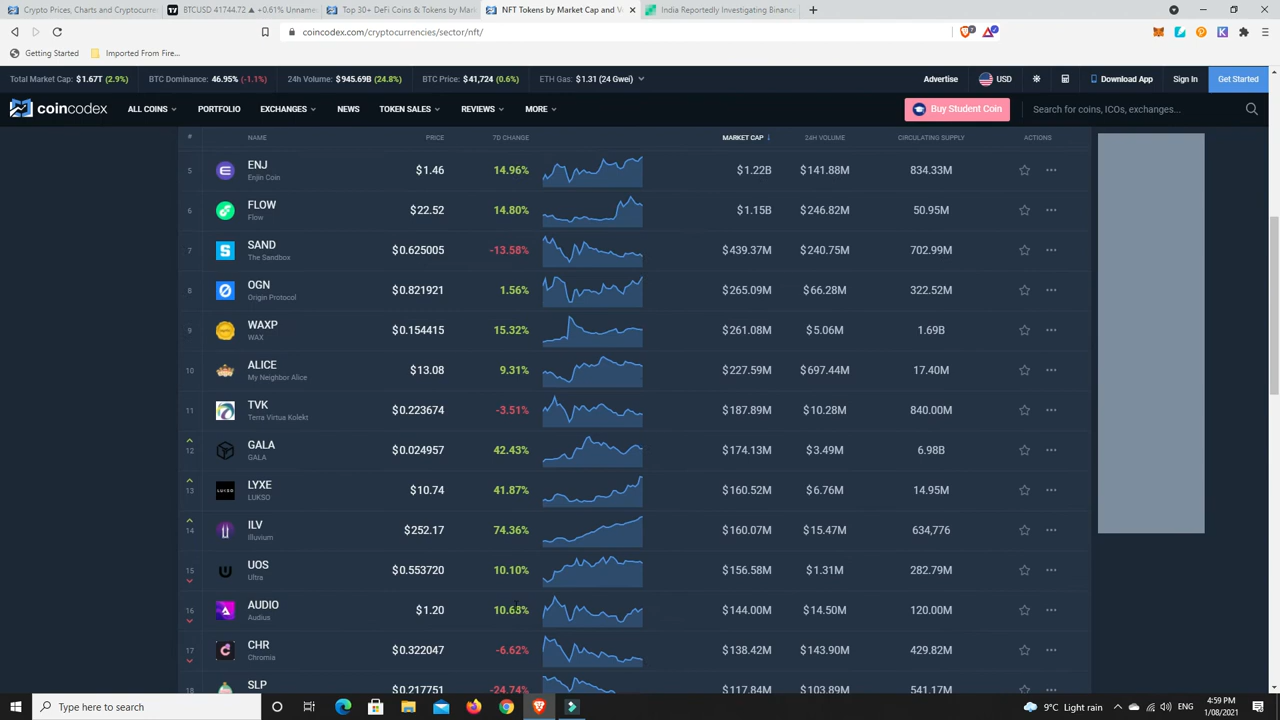 Crypto Prices, Charts and Cryptocurre
BTCUSD 41744.72 ▲ +0.61% Unname
Top 30+ DeFi Coins & Tokens by Mark
NFT Tokens by Market Cap and Vo
India Reportedly Investigating Binance
coincodex.com/cryptocurrencies/sector/nft/
Getting Started
Imported From Fire...
Total Market Cap: $1.67T (2.9%)
BTC Dominance: 46.95% (-1.1%)
24h Volume: $945.69B (24.8%)
BTC Price: $41,724 (0.6%)
ETH Gas: $1.31 (24 Gwei)
Advertise
USD
Download App
Sign In
Get Started
coincodex
ALL COINS
PORTFOLIO
EXCHANGES
NEWS
TOKEN SALES
REVIEWS
MORE
Buy Student Coin
Search for coins, ICOs, exchanges...
# NAME PRICE 7D CHANGE MARKET CAP ↓ 24H VOLUME CIRCULATING SUPPLY ACTIONS
5 ENJ $1.46 14.96% $1.22B $141.88M 834.33M
Enjin Coin
6 FLOW $22.52 14.80% $1.15B $246.82M 50.95M
Flow
7 SAND $0.625005 -13.58% $439.37M $240.75M 702.99M
The Sandbox
8 OGN $0.821921 1.56% $265.09M $66.28M 322.52M
Origin Protocol
9 WAXP $0.154415 15.32% $261.08M $5.06M 1.69B
WAX
10 ALICE $13.08 9.31% $227.59M $697.44M 17.40M
My Neighbor Alice
11 TVK $0.223674 -3.51% $187.89M $10.28M 840.00M
Terra Virtua Kolekt
12 GALA $0.024957 42.43% $174.13M $3.49M 6.98B
GALA
13 LYXE $10.74 41.87% $160.52M $6.76M 14.95M
LUKSO
LUKSO
14 ILV $252.17 74.36% $160.07M $15.47M 634,776
Illuvium
15 UOS $0.553720 10.10% $156.58M $1.31M 282.79M
Ultra
16 AUDIO $1.20 10.63% $144.00M $14.50M 120.00M
Audius
17 CHR $0.322047 -6.62% $138.42M $143.90M 429.82M
Chromia
18 SLP $0.217751 -24.74% $117.84M $103.89M 541.17M
Type here to search
9°C Light rain
4:59 PM
1/08/2021